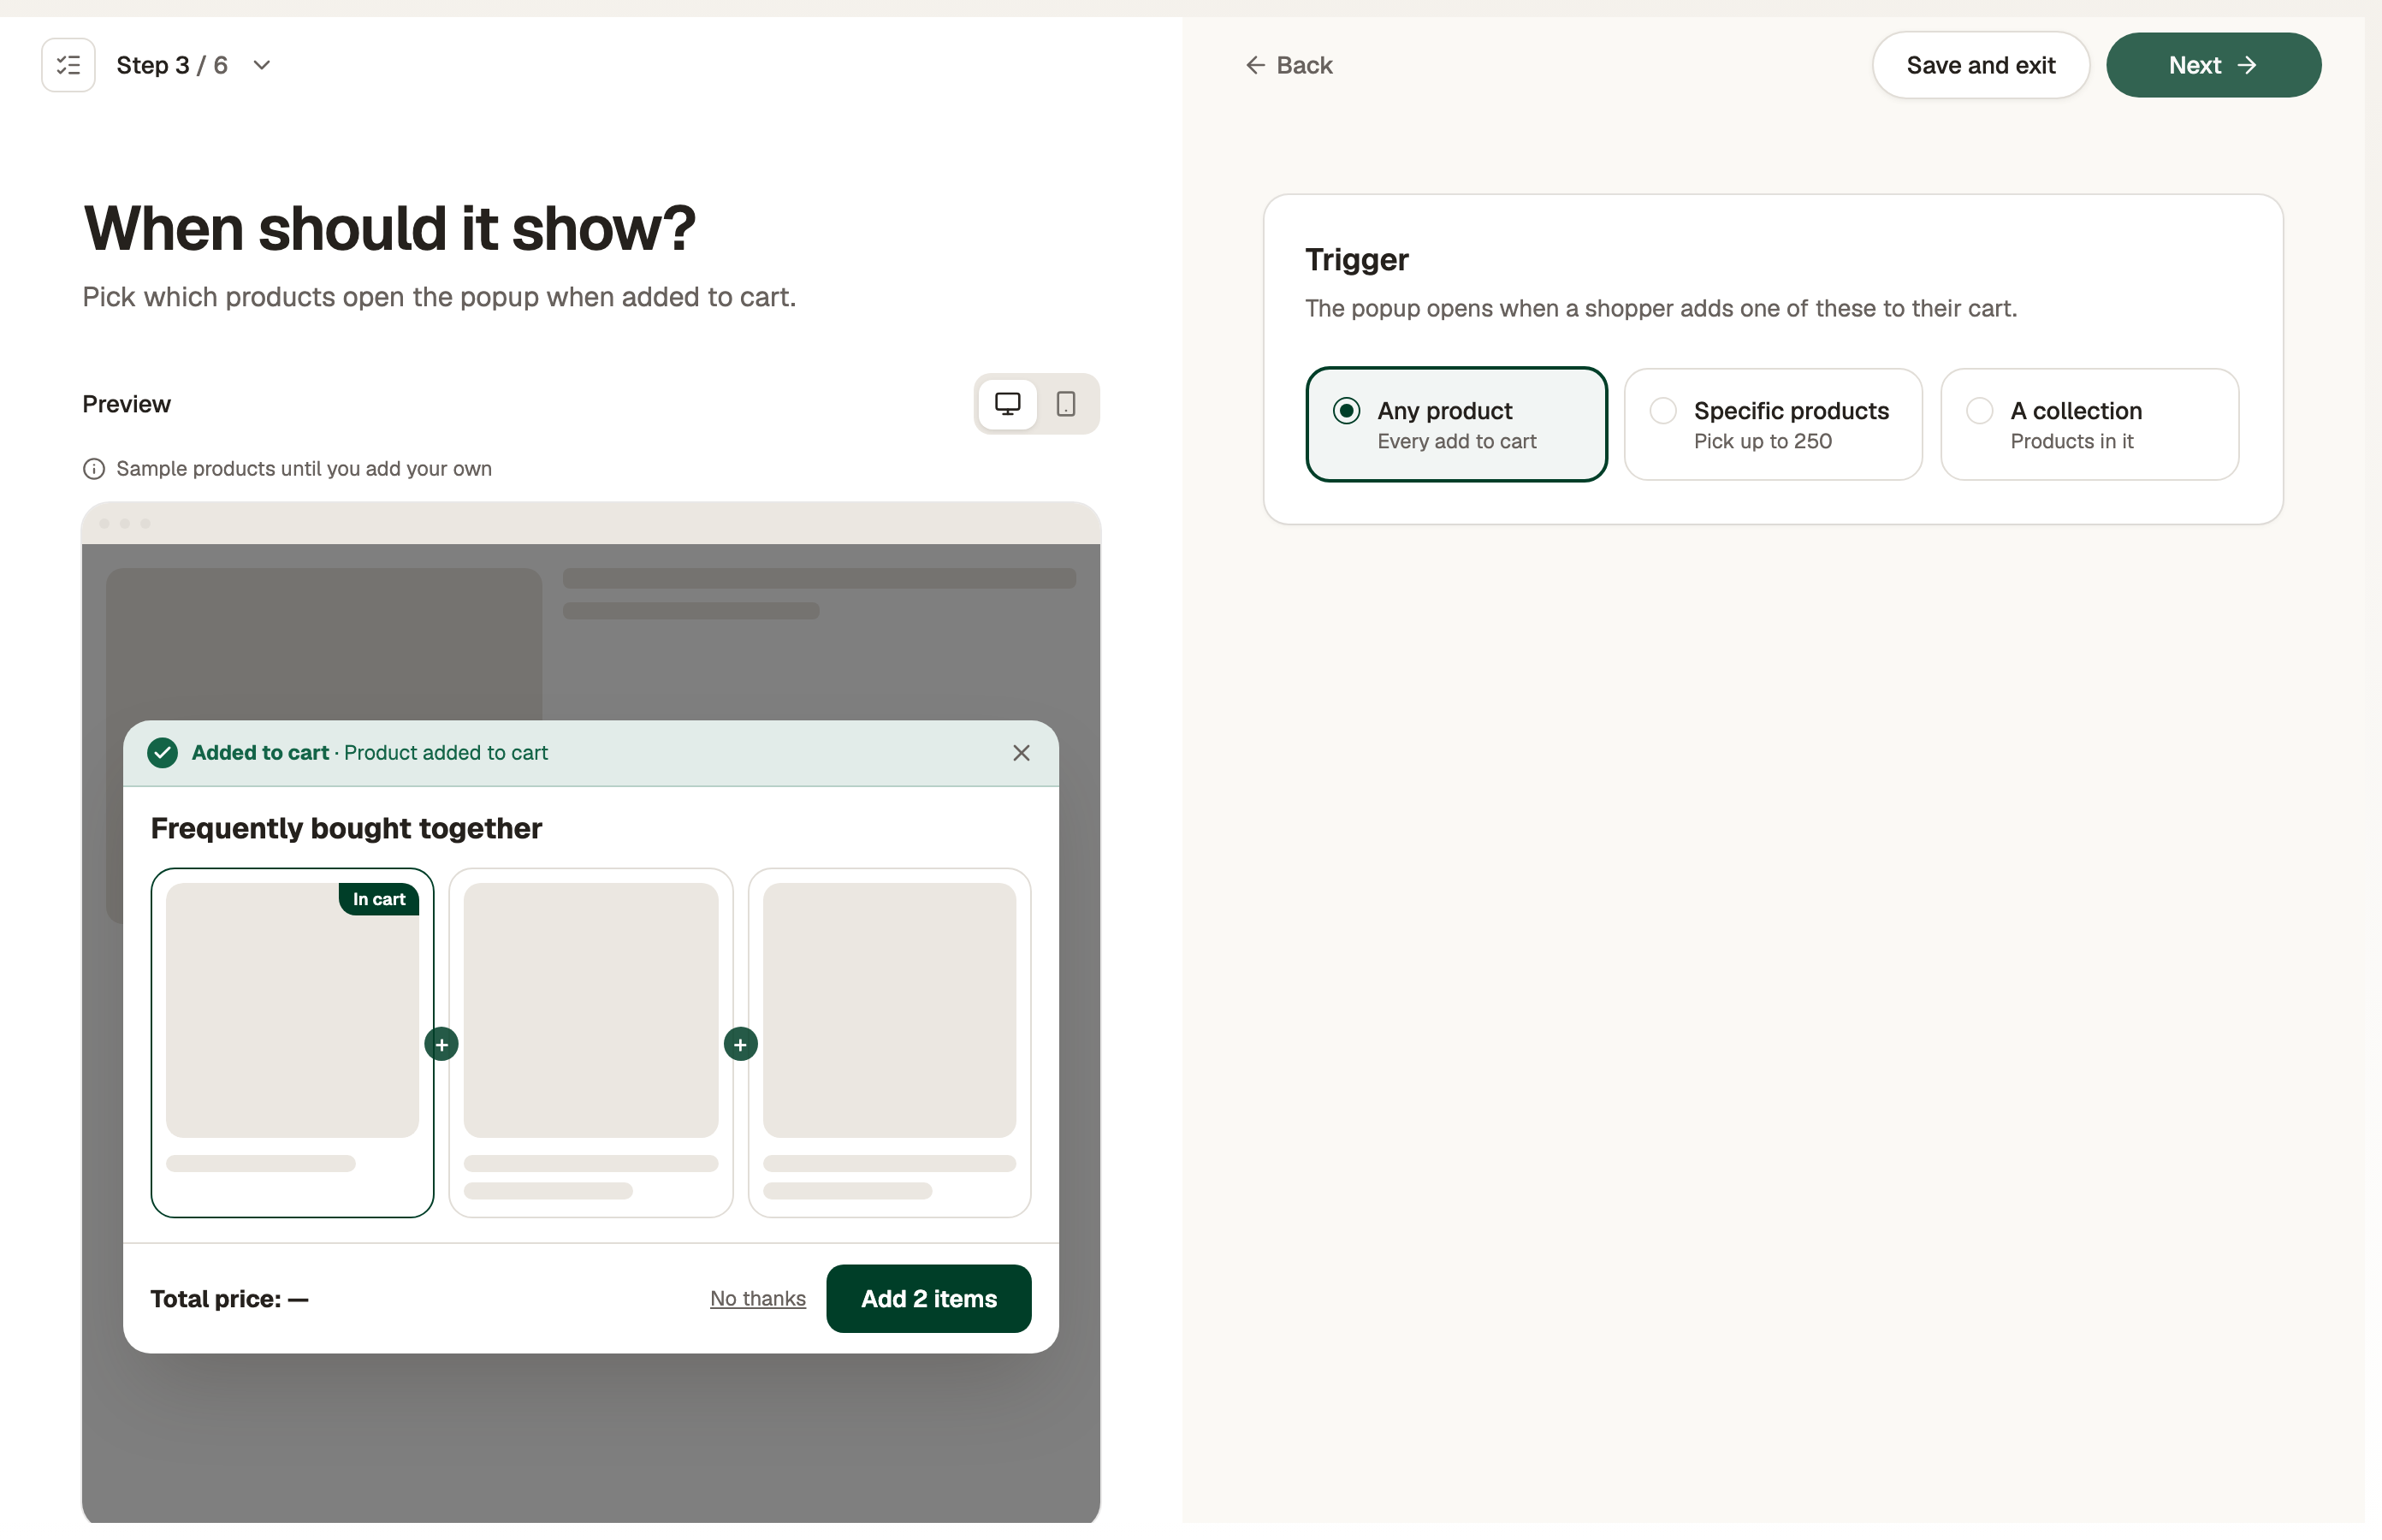 Step 3 / 6
Back
Save and exit
Next
When should it show?
Pick which products open the popup when added to cart.
Preview
Sample products until you add your own
Added to cart · Product added to cart
Frequently bought together
In cart
+
+
Total price: —
No thanks
Add 2 items
Trigger
The popup opens when a shopper adds one of these to their cart.
Any product
Every add to cart
Specific products
Pick up to 250
A collection
Products in it